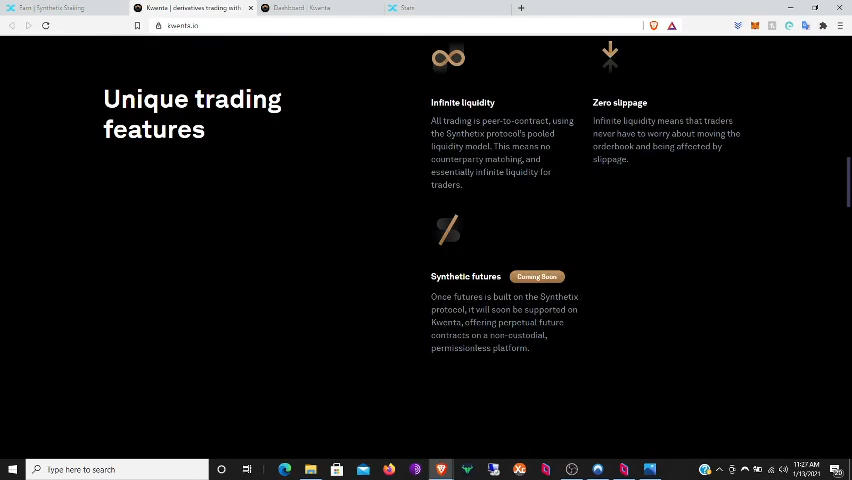 Earn | Synthetix Staking
Kwenta | derivatives trading with
Dashboard | Kwenta
Stars
kwenta.io
Unique trading
features
Infinite liquidity
All trading is peer-to-contract, using
the Synthetix protocol's pooled
liquidity model. This means no
counterparty matching, and
essentially infinite liquidity for
traders.
Zero slippage
Infinite liquidity means that traders
never have to worry about moving the
orderbook and being affected by
slippage.
Synthetic futures
Coming Soon
Once futures is built on the Synthetix
protocol, it will soon be supported on
Kwenta, offering perpetual future
contracts on a non-custodial,
permissionless platform.
Type here to search
11:27 AM
1/13/2021
20